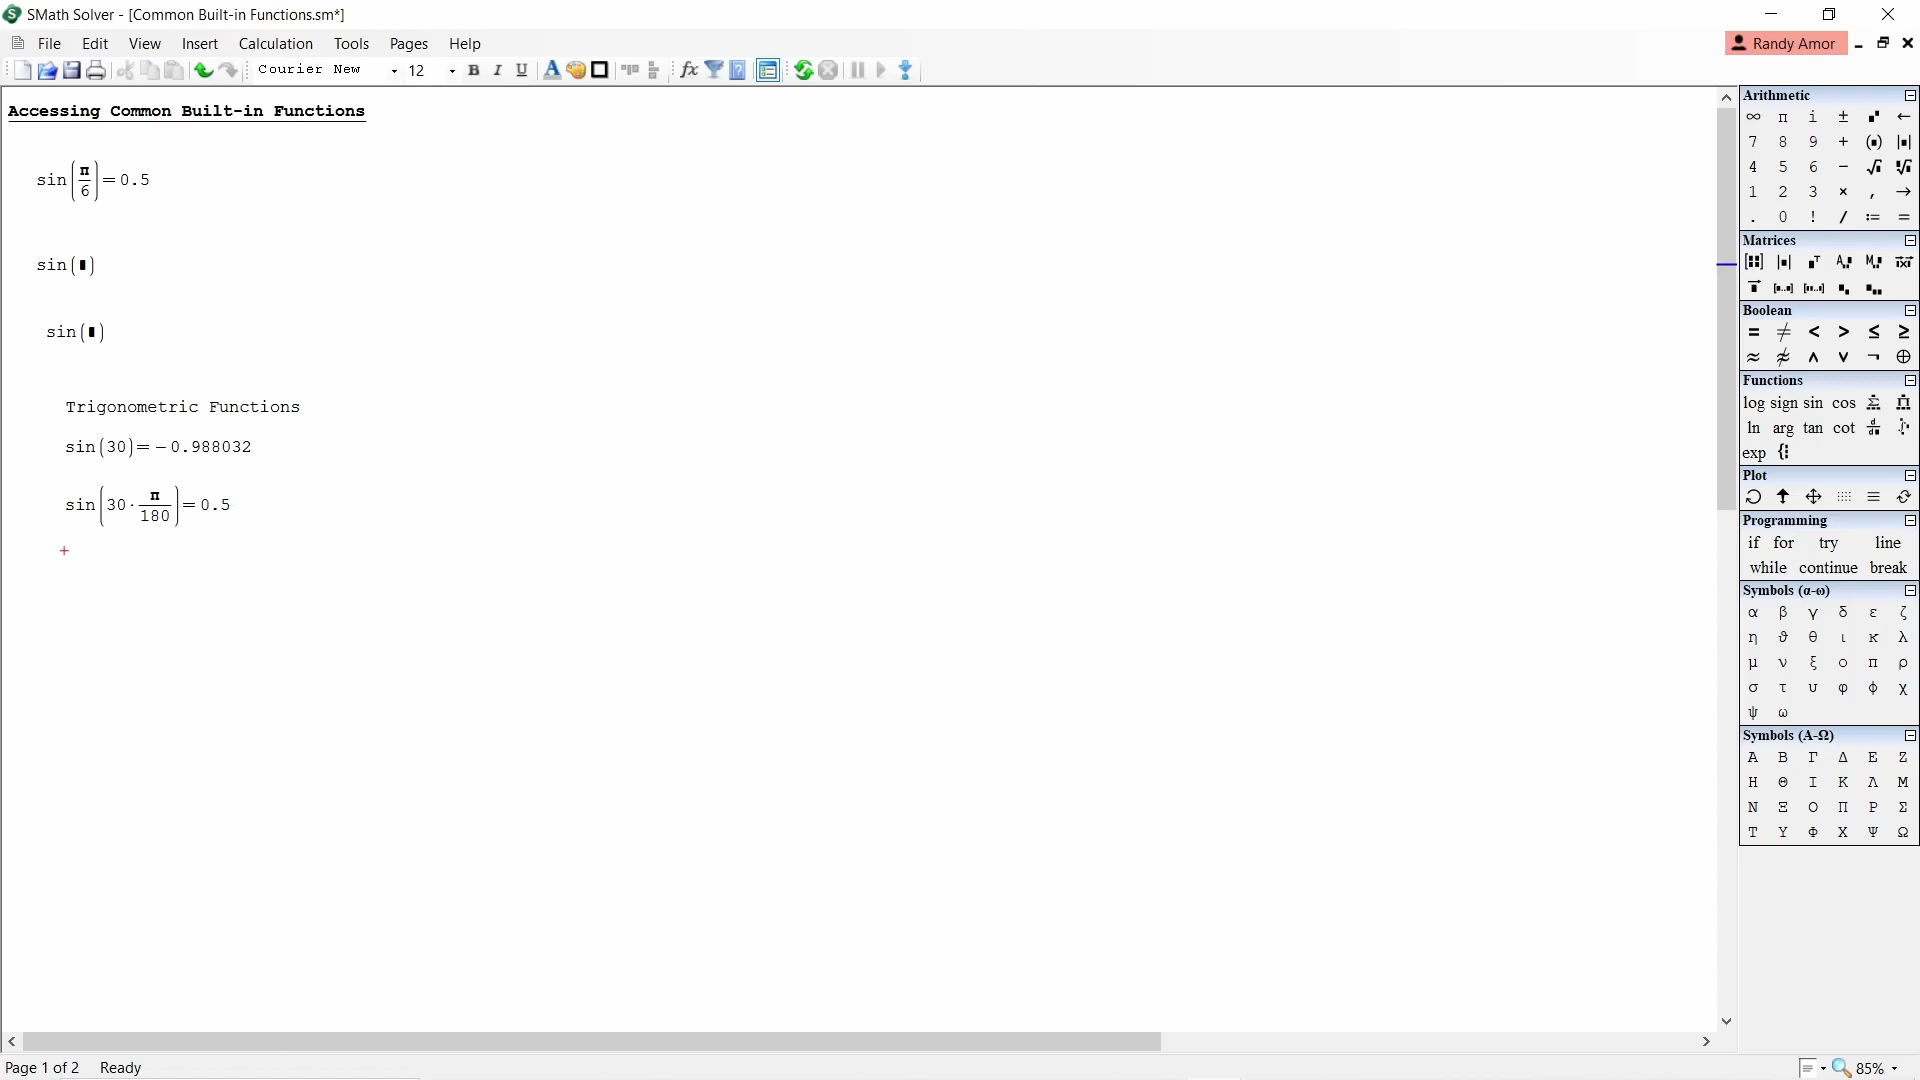 SMath Solver - [Common Built-in Functions.sm*]
File Edit View Insert Calculation Tools Pages Help
Randy Amor
Courier New 12 B I U A fx
Accessing Common Built-in Functions
sin(π/6)=0.5
sin(▮)
sin(▮)
Trigonometric Functions
sin(30)=-0.988032
sin(30·π/180)=0.5
+
Arithmetic
∞ π i ± ←
7 8 9 +
4 5 6 −
1 2 3 × , →
. 0 ! / := =
Matrices
Boolean
= ≠ < > ≤ ≥
≈ ≉ ∧ ∨ ¬ ⊕
Functions
log sign sin cos
ln arg tan cot
exp
Plot
Programming
if for try line
while continue break
Symbols (α-ω)
α β γ δ ε ζ
η ϑ θ ι κ λ
μ ν ξ ο π ρ
σ τ υ φ ϕ χ
ψ ω
Symbols (Α-Ω)
Α Β Γ Δ Ε Ζ
Η Θ Ι Κ Λ Μ
Ν Ξ Ο Π Ρ Σ
Τ Υ Φ Χ Ψ Ω
Page 1 of 2 Ready
85%